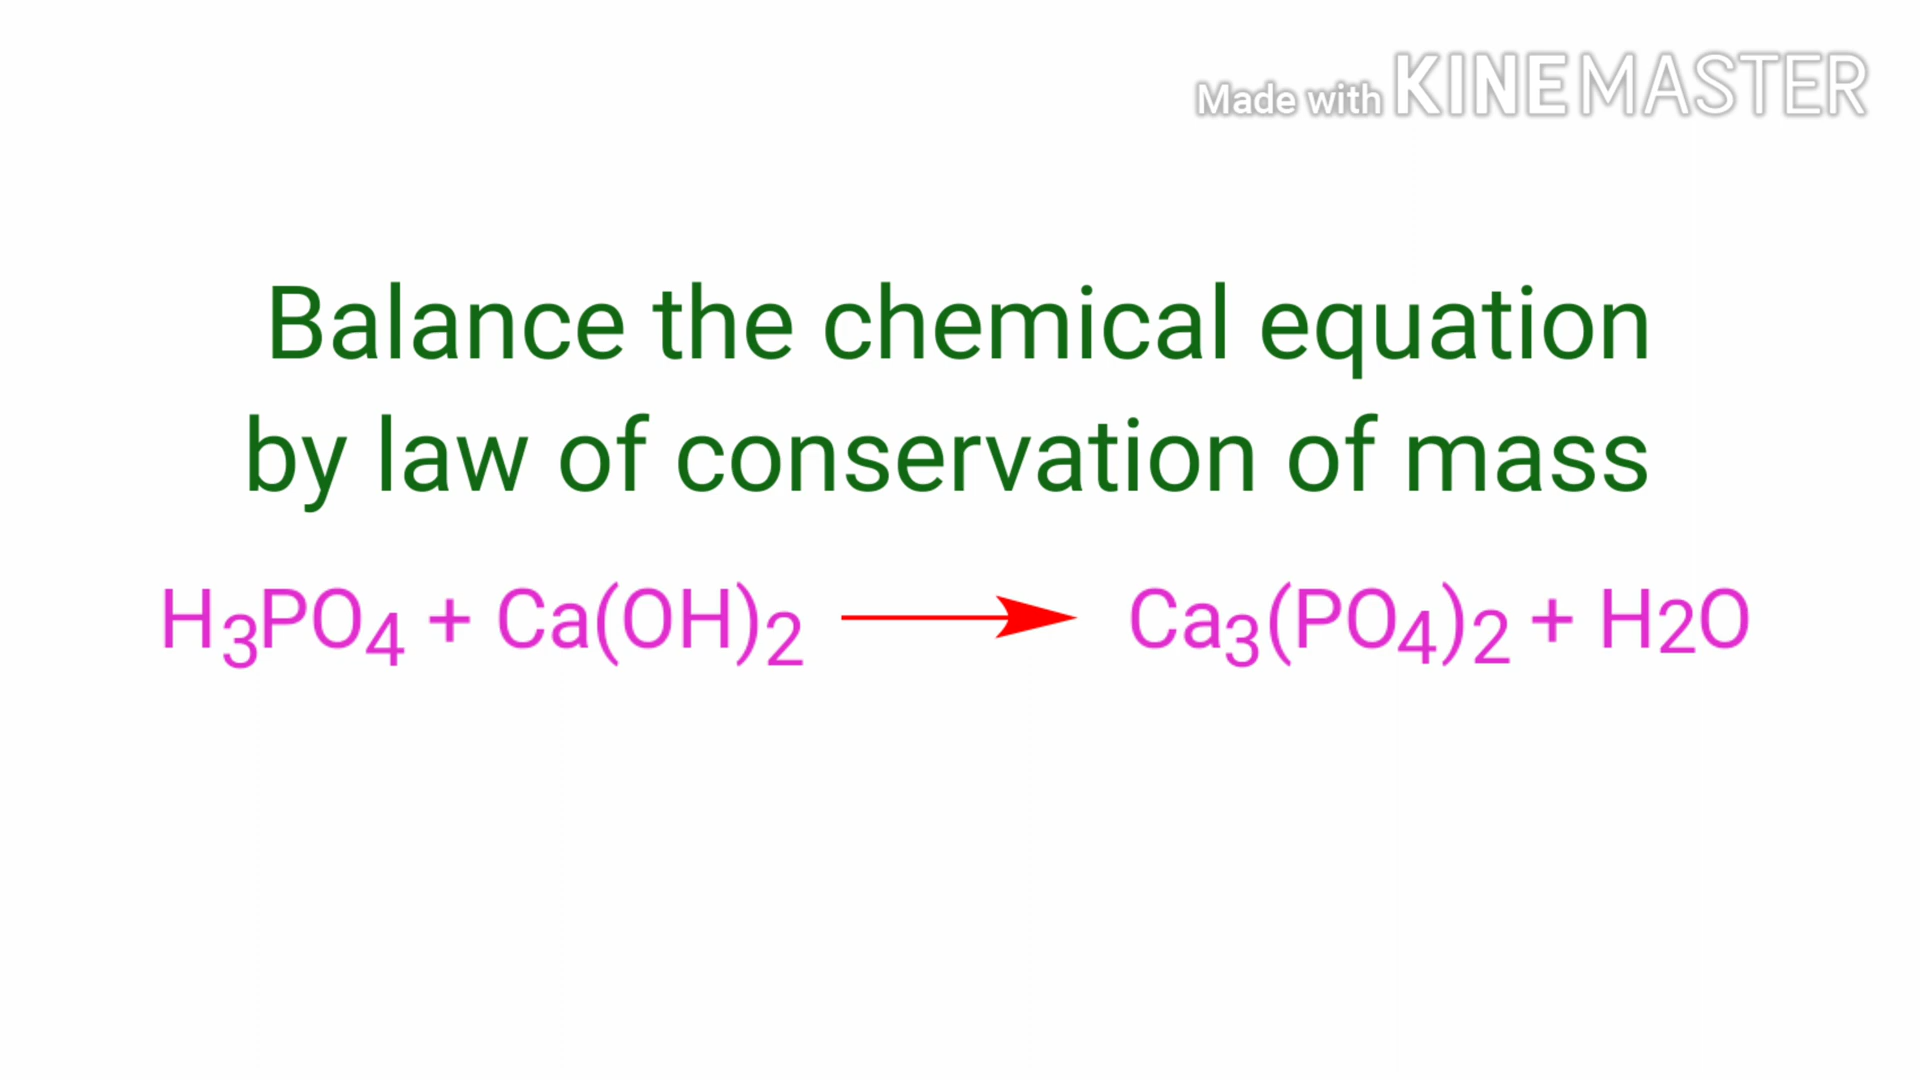 Made with KINEMASTER
Balance the chemical equation
by law of conservation of mass
H₃PO₄ + Ca(OH)₂ ⟶ Ca₃(PO₄)₂ + H₂O